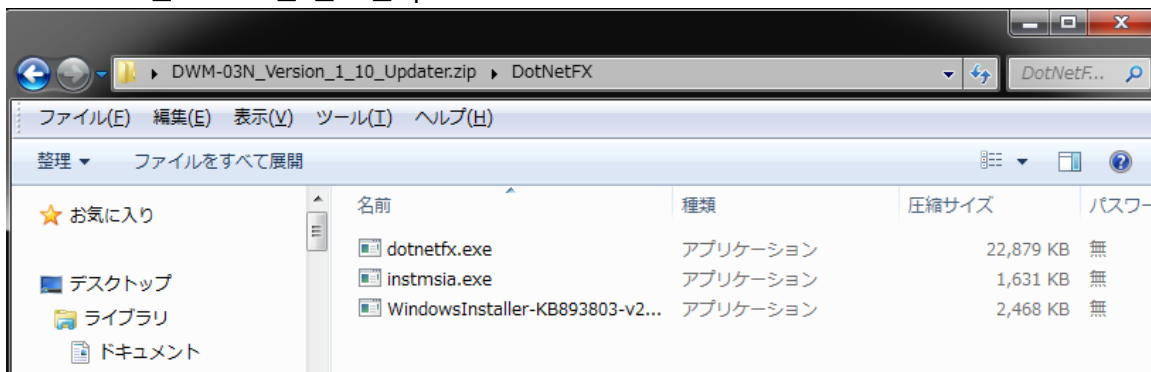 DWM-03N_Version_1_10_Updater.zip ▸ DotNetFX
DotNetF...
ファイル(F) 編集(E) 表示(V) ツール(T) ヘルプ(H)
整理 ▼ ファイルをすべて展開
お気に入り
デスクトップ
ライブラリ
ドキュメント
名前 種類 圧縮サイズ パスワー
dotnetfx.exe アプリケーション 22,879 KB 無
instmsia.exe アプリケーション 1,631 KB 無
WindowsInstaller-KB893803-v2... アプリケーション 2,468 KB 無